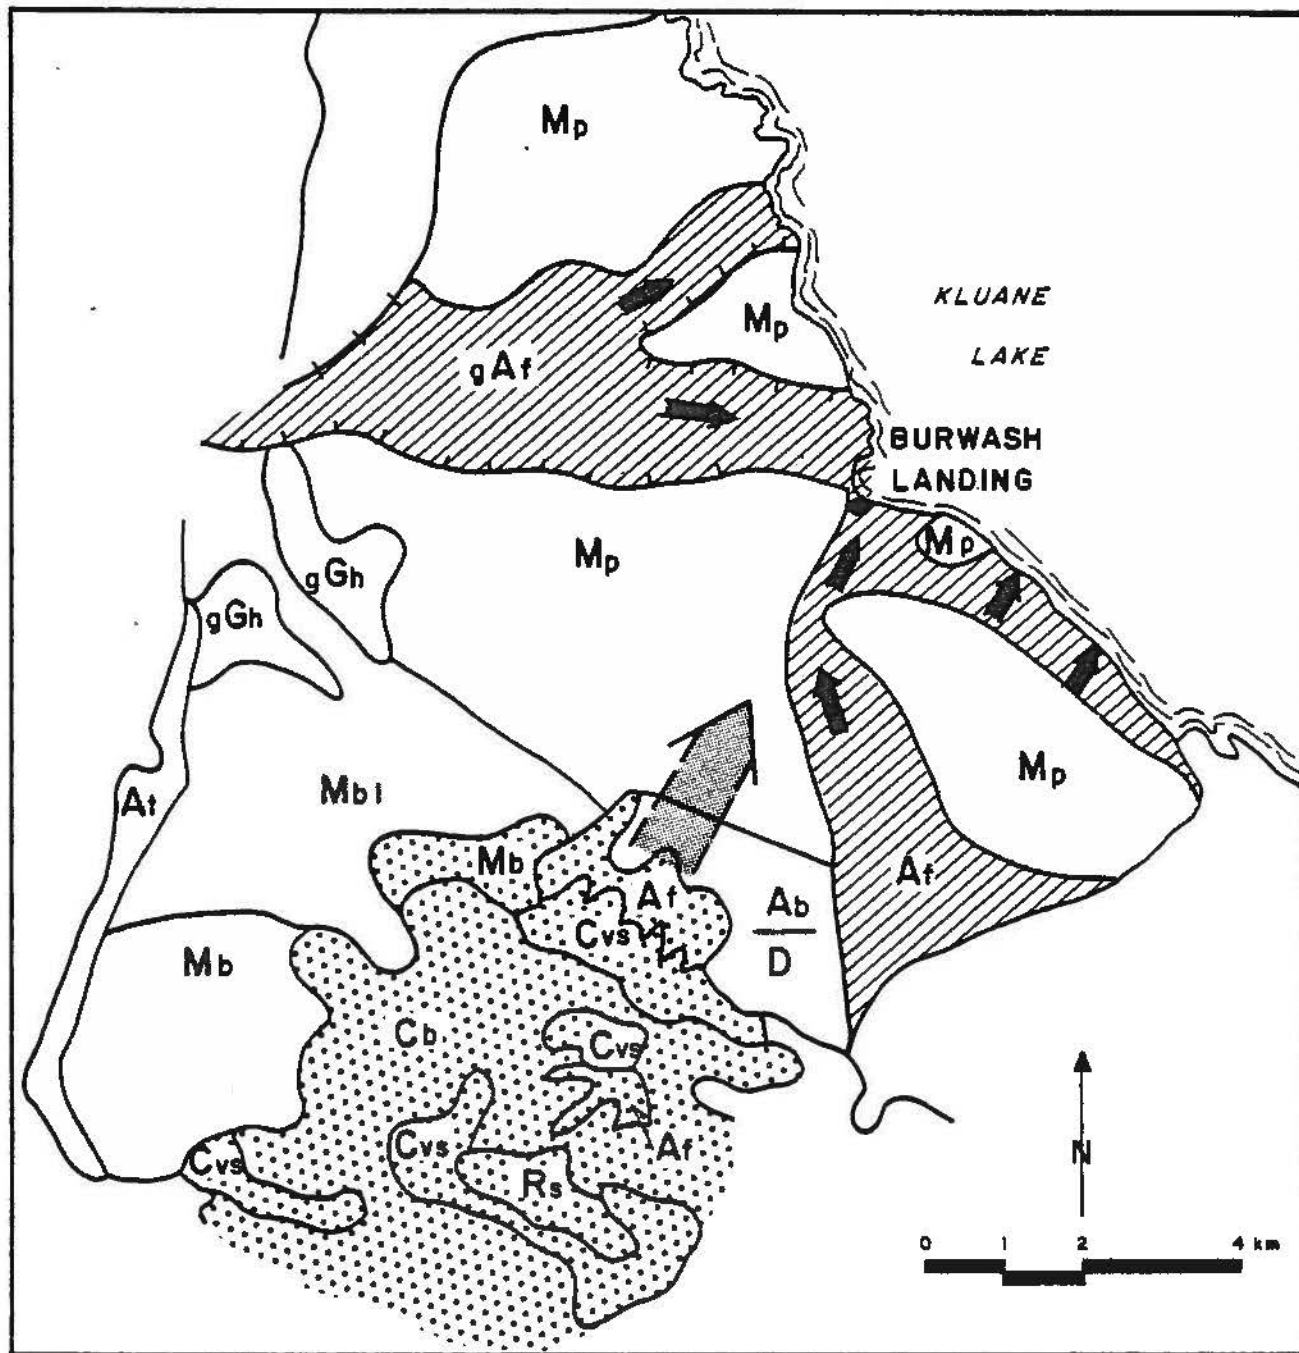 Mp
KLUANE
LAKE
Mp
gAf
BURWASH
LANDING
Mp
Mp
gGh
gGh
Mp
At
Mbl
Mb
Af
Af
Ab
D
Cvs
Mb
Cb
Cvs
N
Cvs
Cvs
Af
Rs
0 1 2 4 km